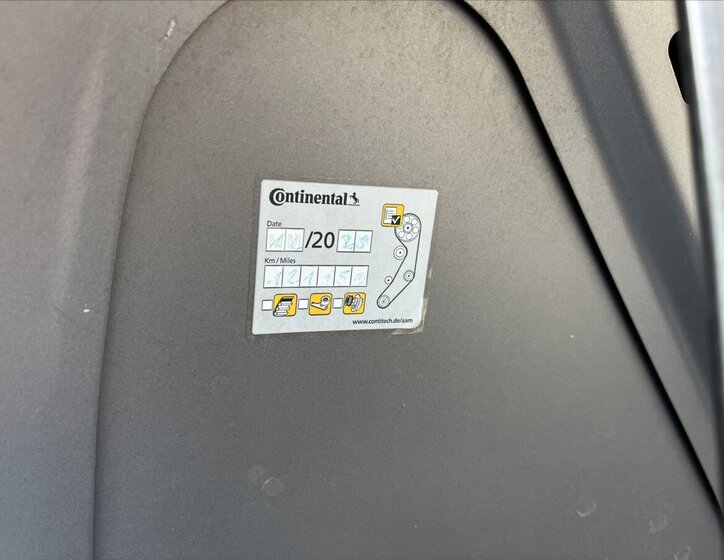 Continental
Date
/20
Km / Miles
www.contitech.de/aam